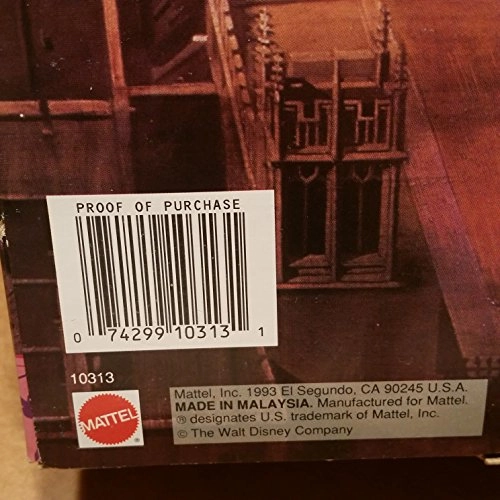 PROOF OF PURCHASE
0 74299 10313 1
10313
MATTEL
®
Mattel, Inc. 1993 El Segundo, CA 90245 U.S.A.
MADE IN MALAYSIA. Manufactured for Mattel.
® designates U.S. trademark of Mattel, Inc.
© The Walt Disney Company